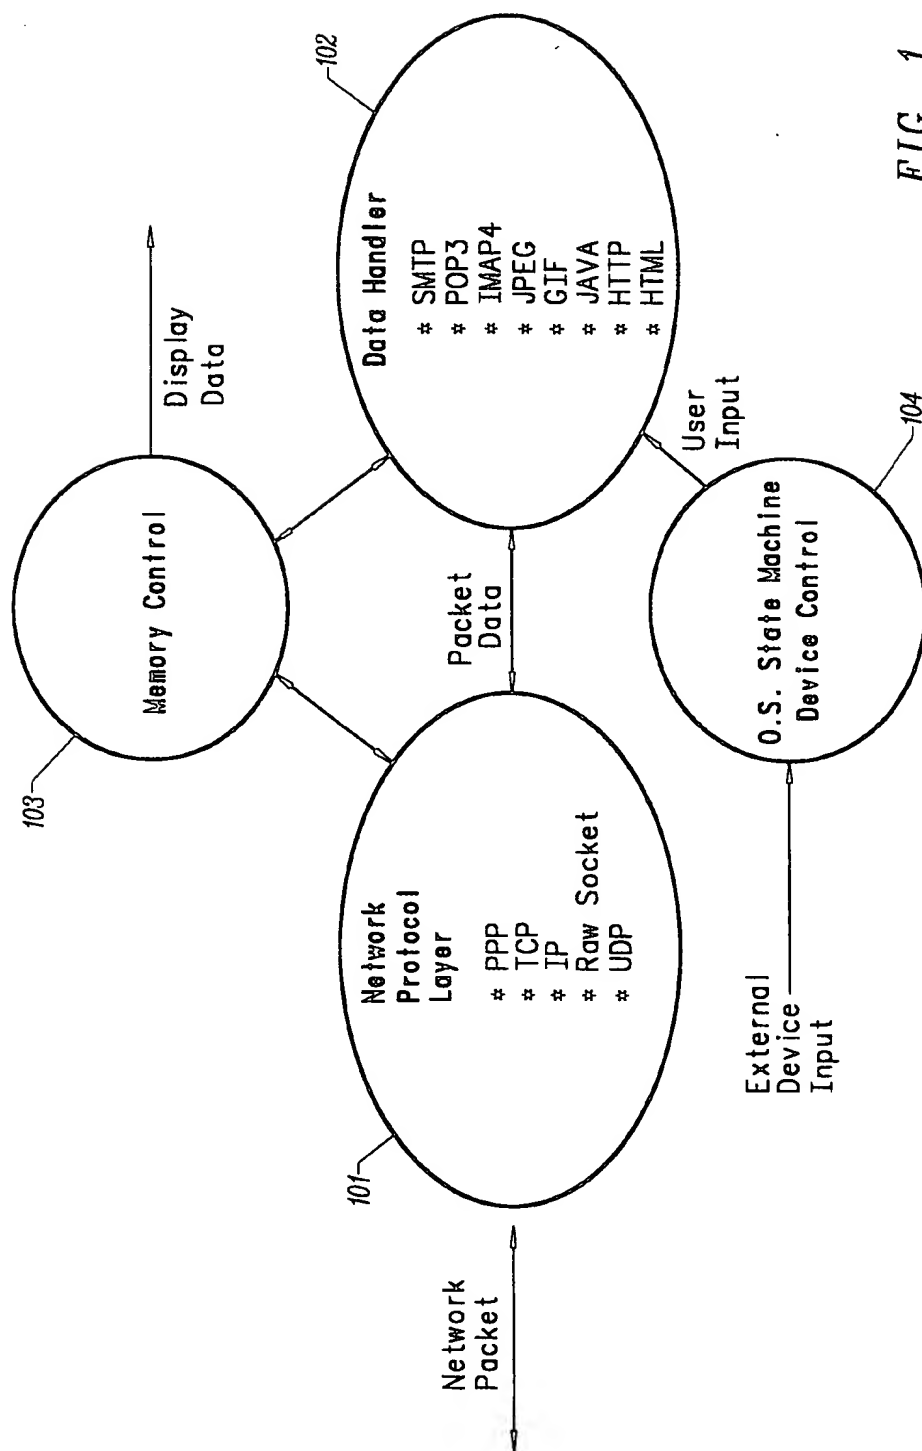 103
Memory Control
Display
Data
102
Data Handler
* SMTP
* POP3
* IMAP4
* JPEG
* GIF
* JAVA
* HTTP
* HTML
101
Network
Protocol
Layer
* PPP
* TCP
* IP
* Raw Socket
* UDP
Network
Packet
Packet
Data
User
Input
External
Device
Input
O.S. State Machine
Device Control
104
FIG. 1